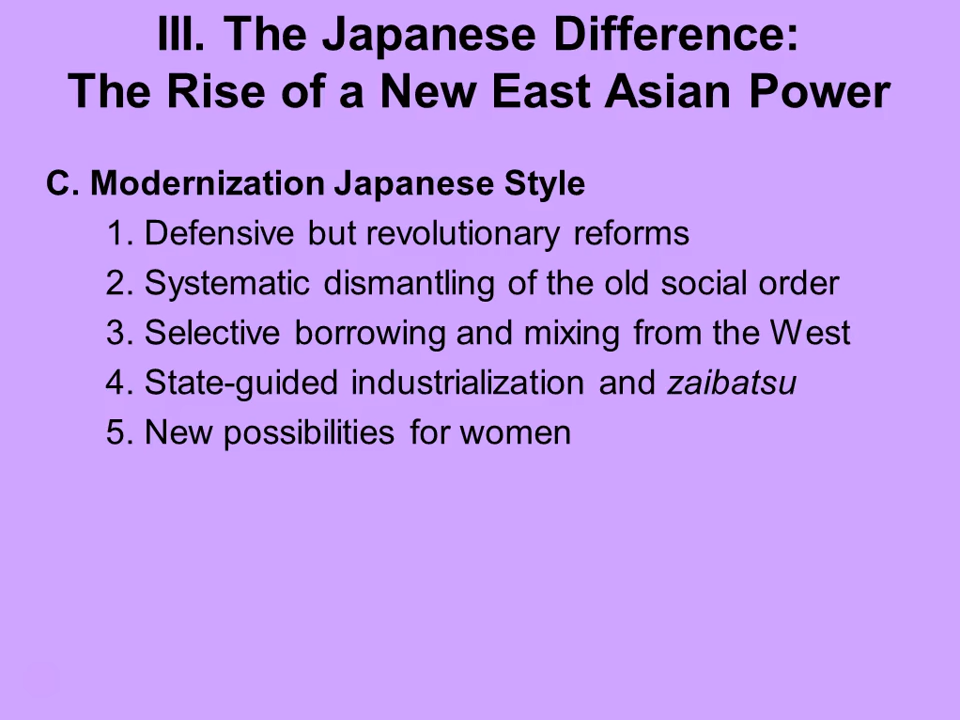 III. The Japanese Difference:
The Rise of a New East Asian Power
C. Modernization Japanese Style
1. Defensive but revolutionary reforms
2. Systematic dismantling of the old social order
3. Selective borrowing and mixing from the West
4. State-guided industrialization and zaibatsu
5. New possibilities for women